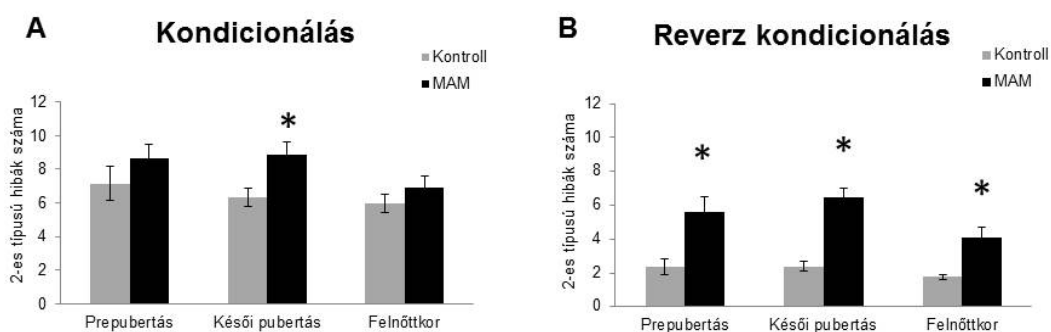 A
Kondicionálás
Kontroll
MAM
2-es típusú hibák száma
12
10
8
6
4
2
0
*
Prepubertás
Késői pubertás
Felnőttkor
B
Reverz kondicionálás
Kontroll
MAM
2-es típusú hibák száma
12
10
8
6
4
2
0
*
*
*
Prepubertás
Késői pubertás
Felnőttkor